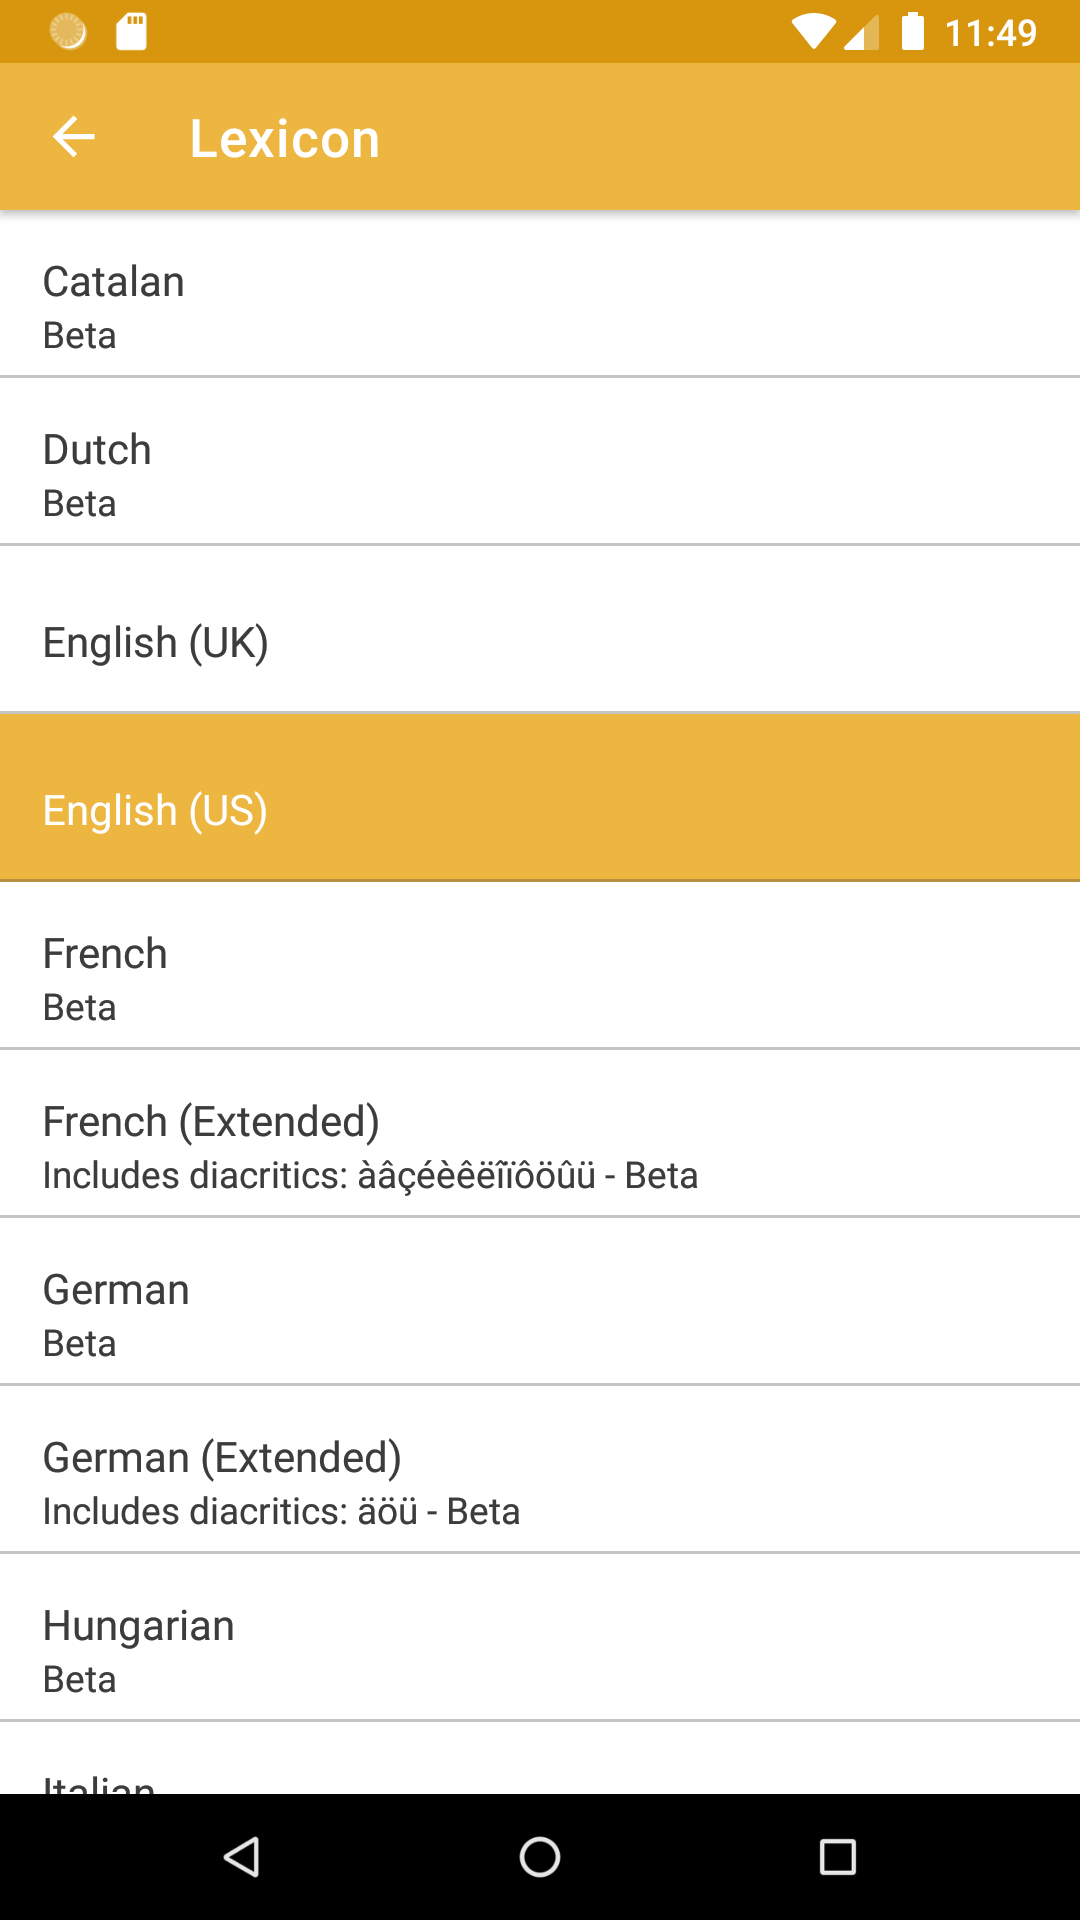 11:49
Lexicon
Catalan
Beta
Dutch
Beta
English (UK)
English (US)
French
Beta
French (Extended)
Includes diacritics: àâçéèêëîïôöûü - Beta
German
Beta
German (Extended)
Includes diacritics: äöü - Beta
Hungarian
Beta
Italian